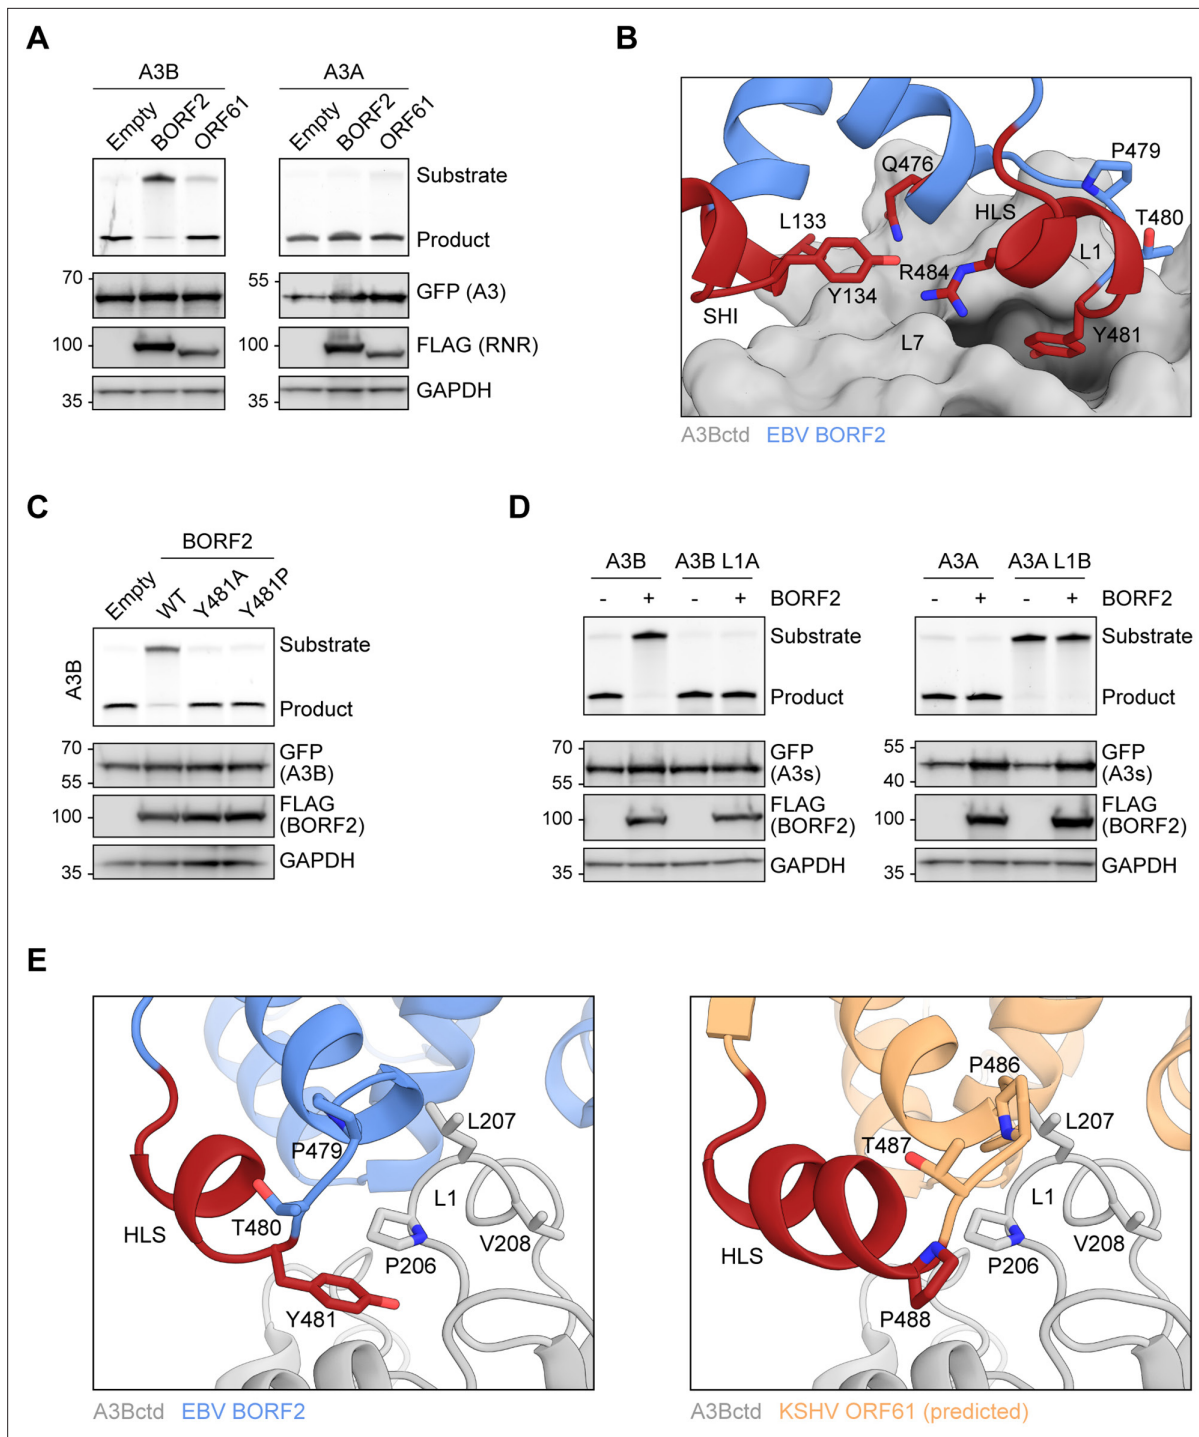 A
A3B
A3A
Empty
BORF2
ORF61
Empty
BORF2
ORF61
Substrate
Product
70
55
GFP (A3)
100
100
FLAG (RNR)
35
35
GAPDH
B
P479
Q476
T480
HLS
L133
L1
R484
Y134
SHI
Y481
L7
A3Bctd EBV BORF2
C
BORF2
Empty
WT
Y481A
Y481P
A3B
Substrate
Product
70
55
GFP
(A3B)
100
FLAG
(BORF2)
35
GAPDH
D
A3B A3B L1A
- + - + BORF2
Substrate
Product
70
55
GFP
(A3s)
100
FLAG
(BORF2)
35
GAPDH
A3A A3A L1B
- + - + BORF2
Substrate
Product
55
40
GFP
(A3s)
100
FLAG
(BORF2)
35
GAPDH
E
L207
P479
L1
T480
HLS
V208
P206
Y481
A3Bctd EBV BORF2
P486
L207
T487
L1
V208
HLS
P206
P488
A3Bctd KSHV ORF61 (predicted)